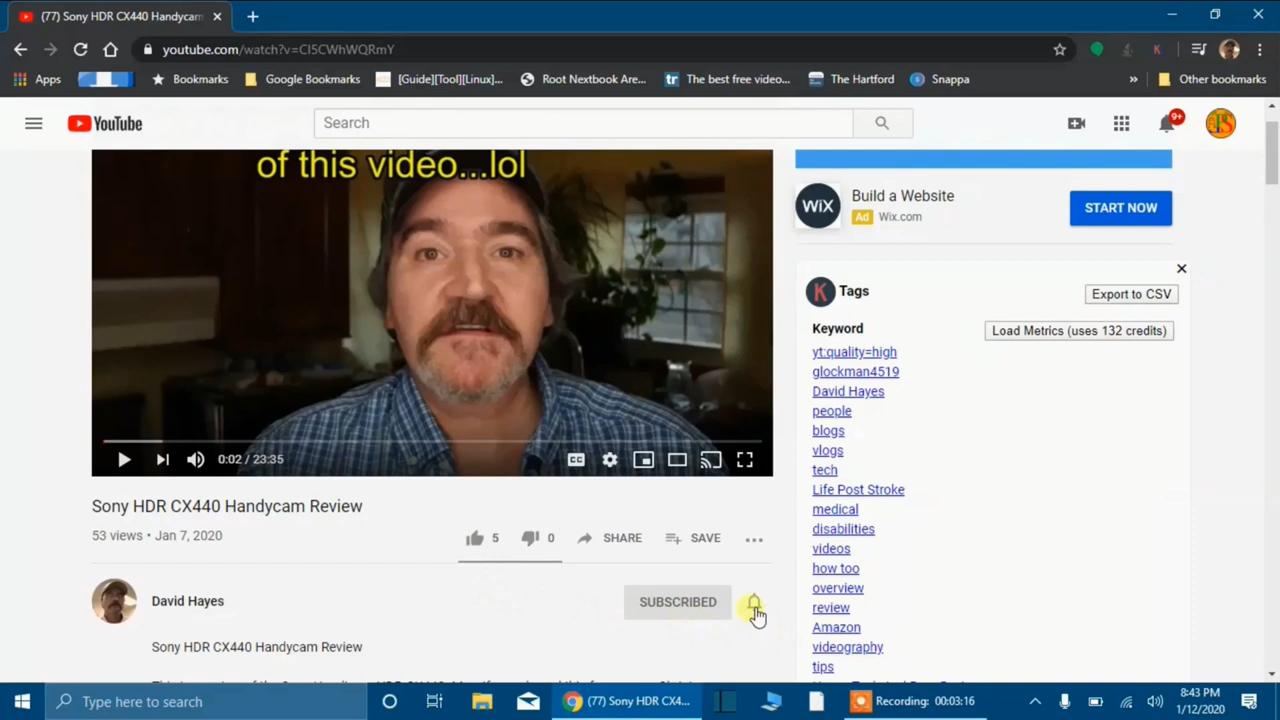 (77) Sony HDR CX440 Handycam
youtube.com/watch?v=CI5CWhWQRmY
Apps
Bookmarks
Google Bookmarks
[Guide][Tool][Linux]...
Root Nextbook Are...
tr The best free video...
The Hartford
Snappa
»
Other bookmarks
YouTube
Search
9+
of this video...lol
WIX
Build a Website
Ad Wix.com
START NOW
K Tags
Export to CSV
Keyword
Load Metrics (uses 132 credits)
yt:quality=high
glockman4519
David Hayes
people
blogs
vlogs
tech
Life Post Stroke
medical
disabilities
videos
how too
overview
review
Amazon
videography
tips
0:02 / 23:35
CC
Sony HDR CX440 Handycam Review
53 views • Jan 7, 2020
5
0
SHARE
SAVE
David Hayes
SUBSCRIBED
Sony HDR CX440 Handycam Review
Type here to search
(77) Sony HDR CX4...
Recording: 00:03:16
8:43 PM
1/12/2020